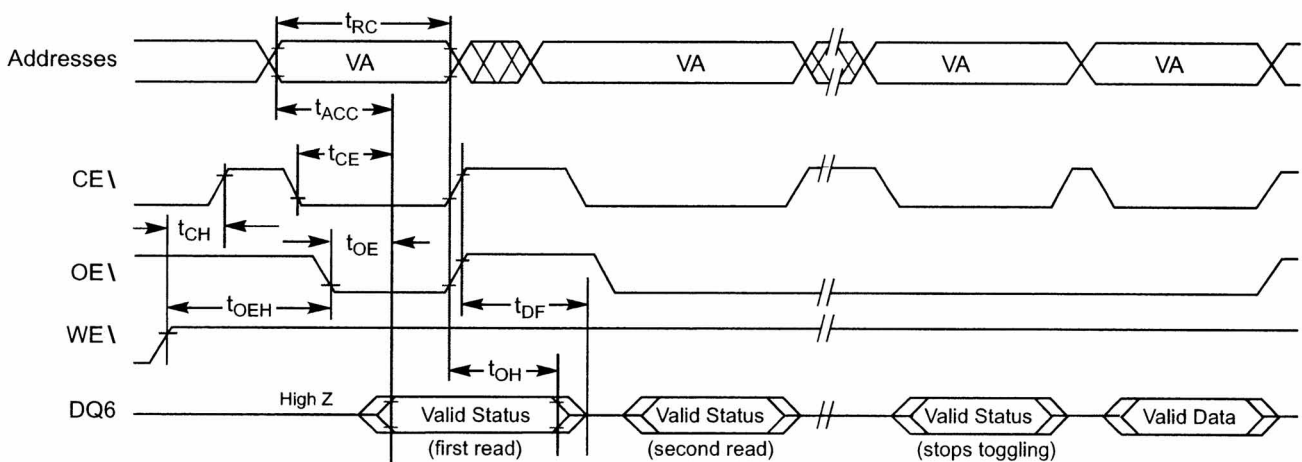 tRC
Addresses VA VA VA VA
tACC
tCE
CE\
tCH tOE
OE\
tOEH tDF
WE\
tOH
DQ6 High Z Valid Status Valid Status Valid Status Valid Data
(first read) (second read) (stops toggling)